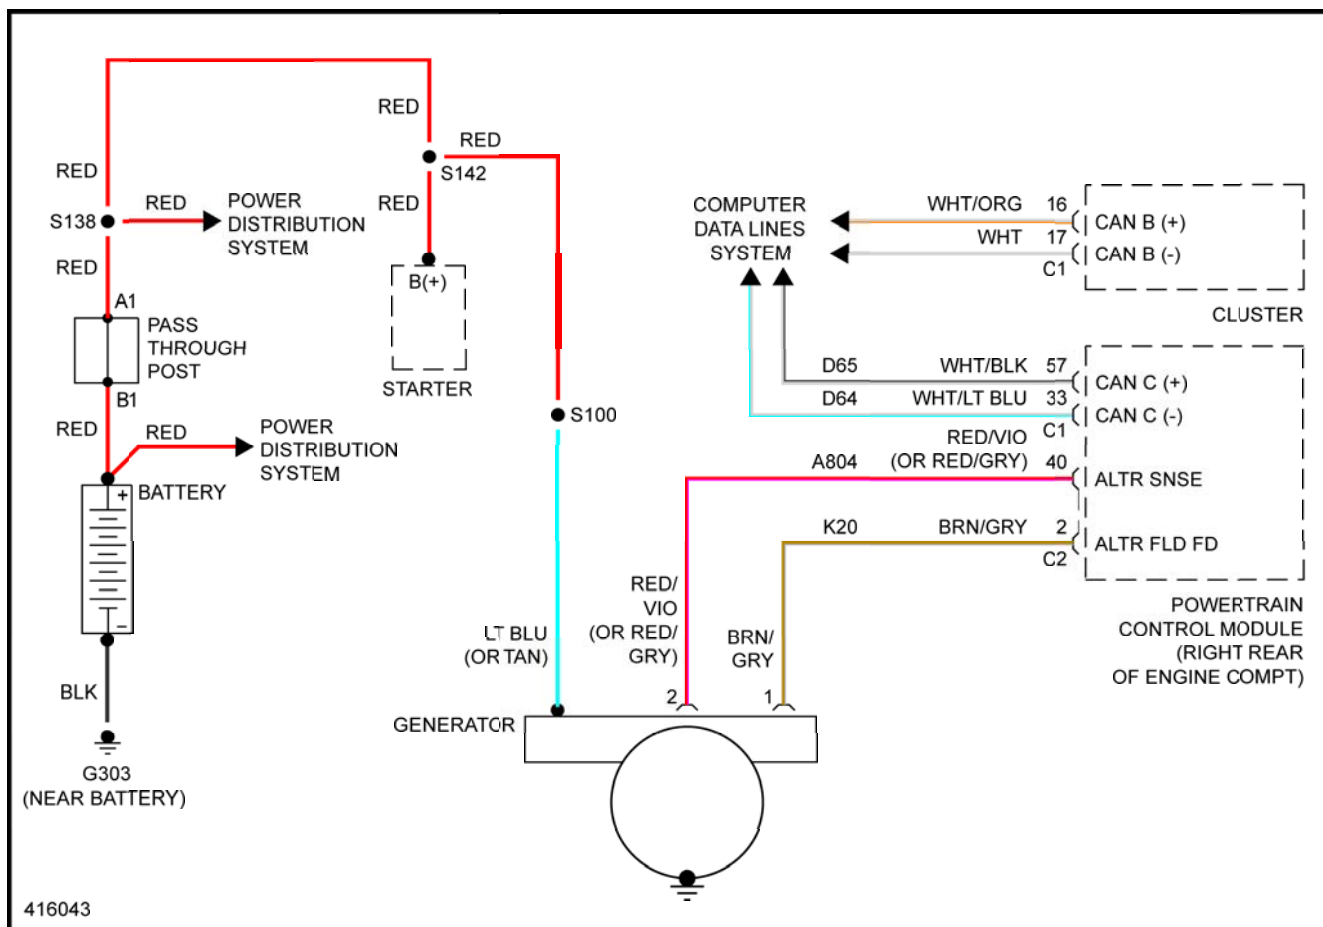 RED
RED
S142
RED
RED
S138
RED
POWER
DISTRIBUTION
SYSTEM
RED
RED
B(+)
STARTER
A1
PASS
THROUGH
POST
B1
RED
RED
POWER
DISTRIBUTION
SYSTEM
+
BATTERY
−
BLK
G303
(NEAR BATTERY)
S100
LT BLU
(OR TAN)
GENERATOR
COMPUTER
DATA LINES
SYSTEM
WHT/ORG 16 CAN B (+)
WHT 17 CAN B (-)
C1
CLUSTER
D65 WHT/BLK 57 CAN C (+)
D64 WHT/LT BLU 33 CAN C (-)
C1
RED/VIO
A804 (OR RED/GRY) 40 ALTR SNSE
K20 BRN/GRY 2 ALTR FLD FD
C2
POWERTRAIN
CONTROL MODULE
(RIGHT REAR
OF ENGINE COMPT)
RED/
VIO
(OR RED/
GRY)
2
BRN/
GRY
1
416043